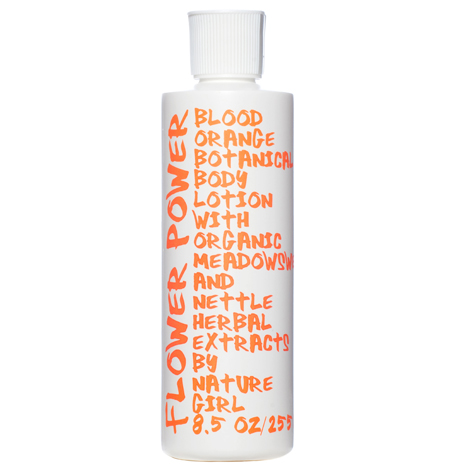 FLOWER POWER
BLOOD
ORANGE
BOTANICAL
BODY
LOTION
WITH
ORGANIC
MEADOWSW
AND
NETTLE
HERBAL
EXTRACTS
BY
NATURE
GIRL
8.5 OZ/255